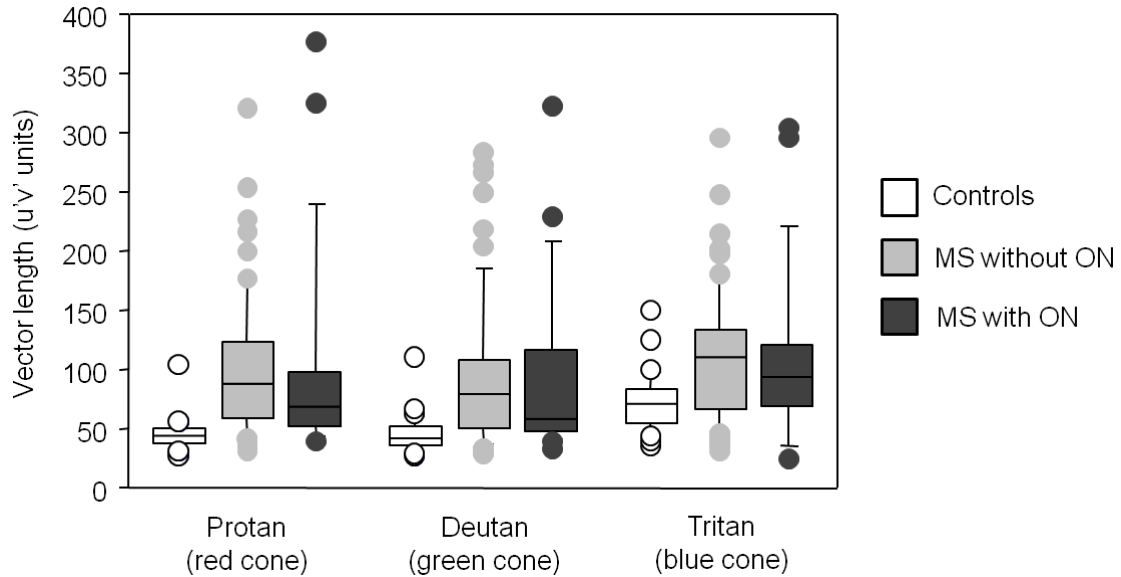 Vector length (u'v' units)
400
350
300
250
200
150
100
50
0
Protan
(red cone)
Deutan
(green cone)
Tritan
(blue cone)
Controls
MS without ON
MS with ON